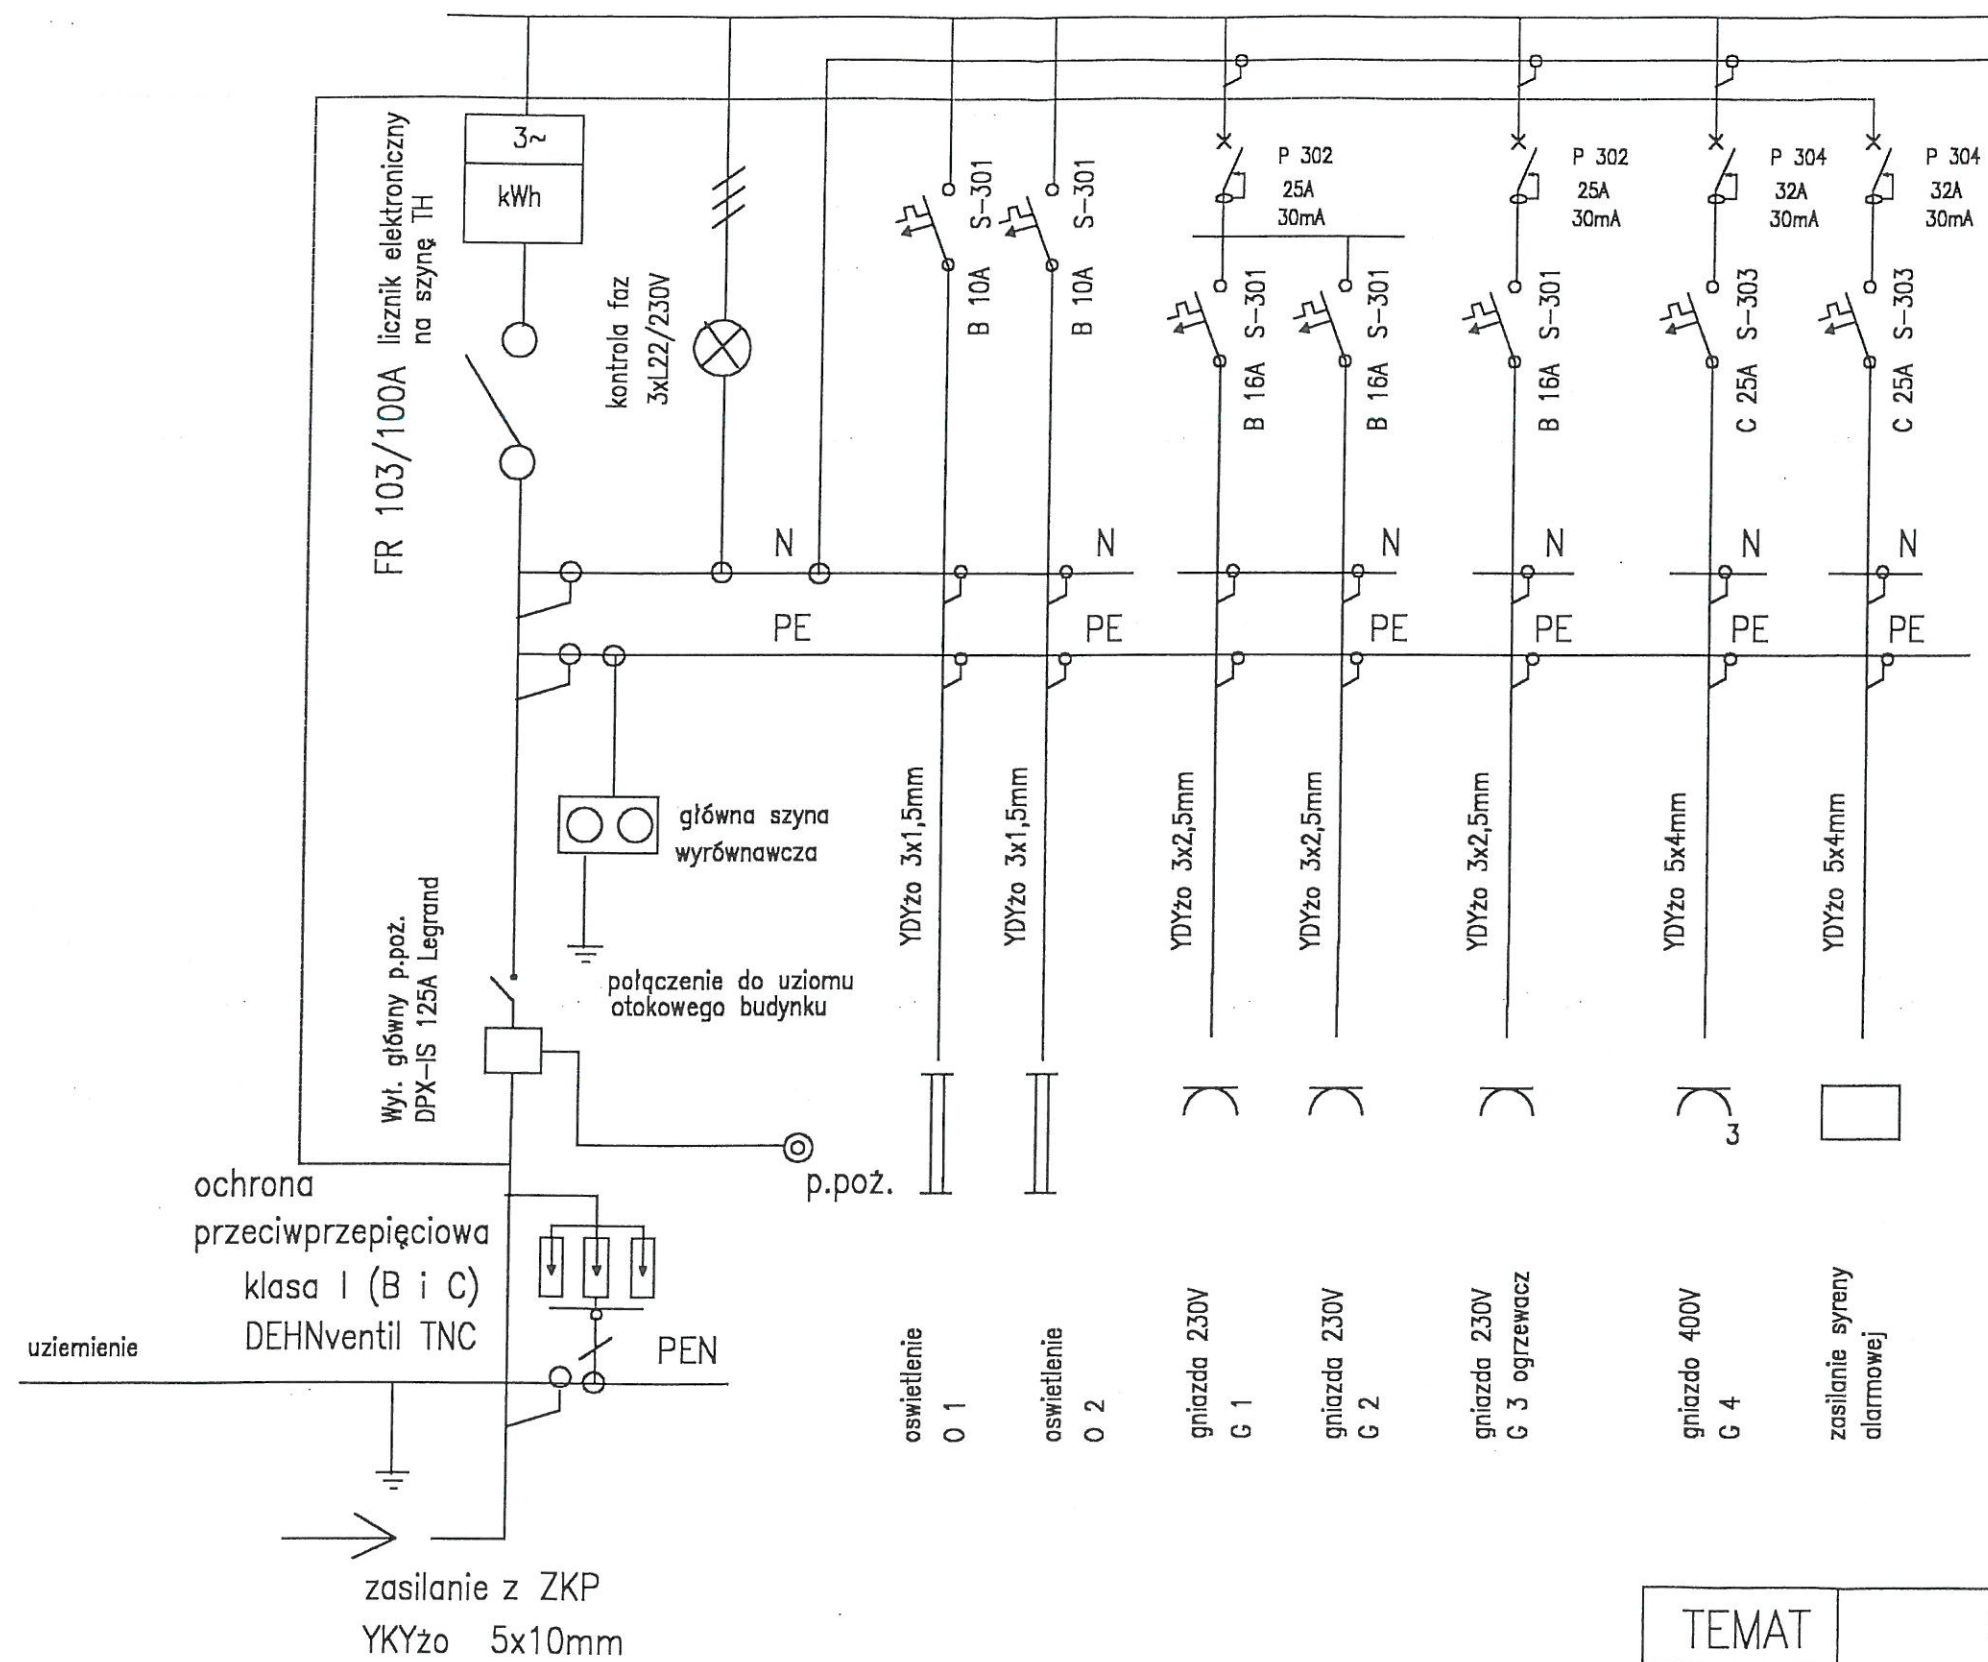 3~
kWh
licznik elektroniczny
na szynę TH
FR 103/100A
kontrola faz
3xL22/230V
B 10A S-301
B 10A S-301
P 302
25A
30mA
B 16A S-301
B 16A S-301
P 302
25A
30mA
B 16A S-301
P 304
32A
30mA
C 25A S-303
P 304
32A
30mA
C 25A S-303
N
N
N
N
N
N
PE
PE
PE
PE
PE
PE
główna szyna
wyrównawcza
połączenie do uziomu
otokowego budynku
Wył. główny p.poż.
DPX-IS 125A Legrand
p.poż.
YDYżo 3x1,5mm
YDYżo 3x1,5mm
YDYżo 3x2,5mm
YDYżo 3x2,5mm
YDYżo 3x2,5mm
YDYżo 5x4mm
YDYżo 5x4mm
3
ochrona
przeciwprzepięciowa
klasa I (B i C)
DEHNventil TNC
uziemienie
PEN
oswietlenie
O 1
oswietlenie
O 2
gniazda 230V
G 1
gniazda 230V
G 2
gniazda 230V
G 3 ogrzewacz
gniazdo 400V
G 4
zasilanie syreny
alarmowej
zasilanie z ZKP
YKYżo 5x10mm
TEMAT